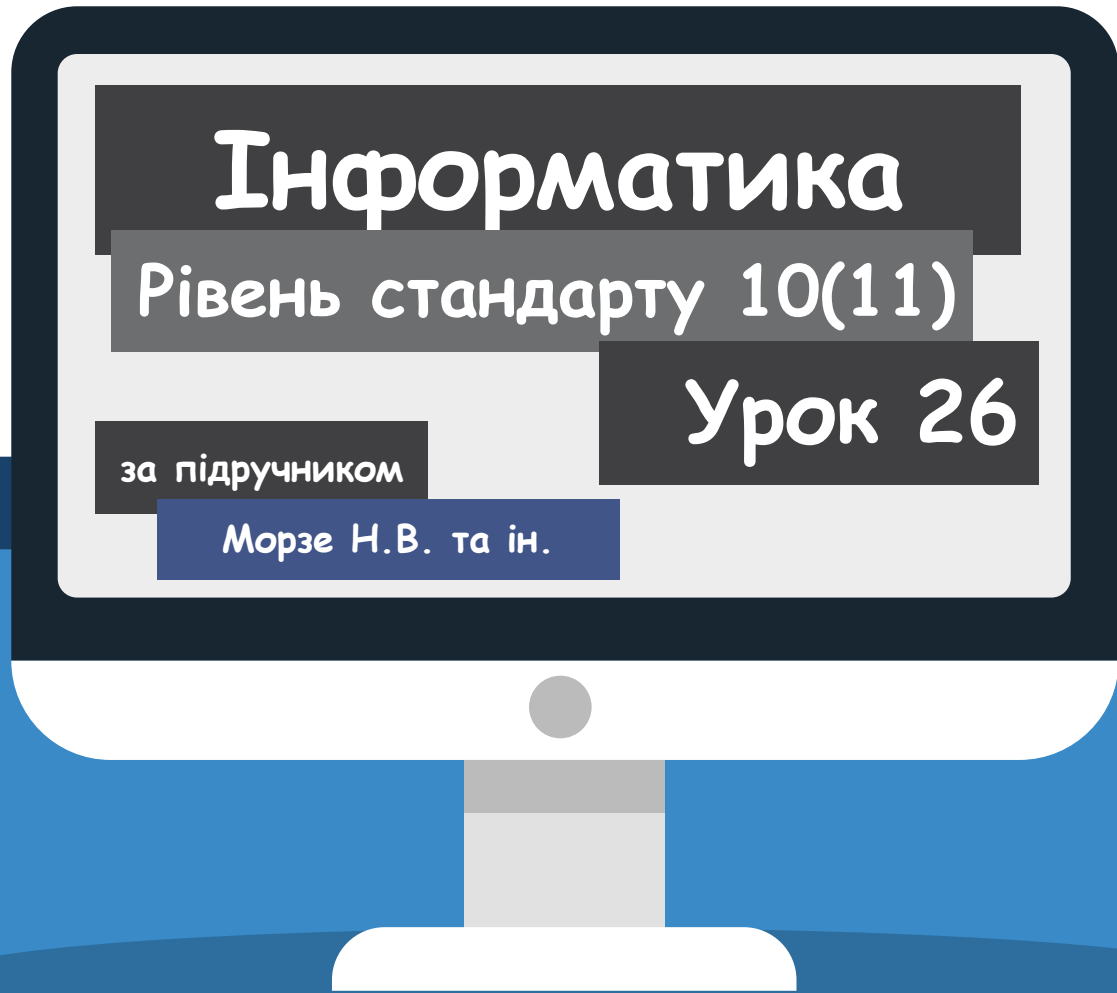 Інформатика
Рівень стандарту 10(11)
Урок 26
за підручником
Морзе Н.В. та ін.